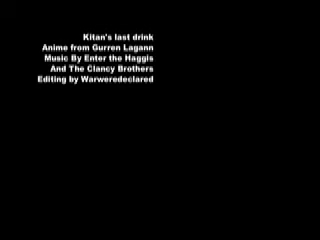 Kitan's last drink
Anime from Gurren Lagann
Music By Enter the Haggis
And The Clancy Brothers
Editing by Warweredeclared